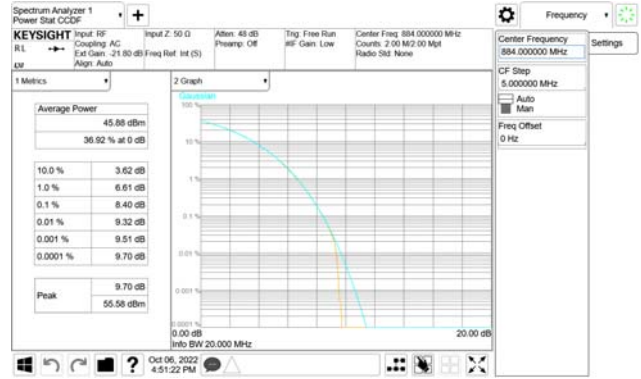 Spectrum Analyzer 1
Power Stat CCDF
Frequency
KEYSIGHT
RL
Input: RF
Coupling: AC
Ext Gain: -21.80 dB
Align: Auto
Input Z: 50 Ω
Freq Ref: Int (S)
Atten: 48 dB
Preamp: Off
Trig: Free Run
#IF Gain: Low
Center Freq: 884.000000 MHz
Counts: 2.00 M/2.00 Mpt
Radio Std: None
Center Frequency
884.000000 MHz
Settings
CF Step
5.000000 MHz
Auto
Man
Freq Offset
0 Hz
1 Metrics
2 Graph
Average Power
45.88 dBm
36.92 % at 0 dB
10.0 % 3.62 dB
1.0 % 6.61 dB
0.1 % 8.40 dB
0.01 % 9.32 dB
0.001 % 9.51 dB
0.0001 % 9.70 dB
Peak
9.70 dB
55.58 dBm
Gaussian
100 %
10 %
1 %
0.1 %
0.01 %
0.001 %
0.0001 %
0.00 dB
20.00 dB
Info BW 20.000 MHz
?
Oct 06, 2022
4:51:22 PM